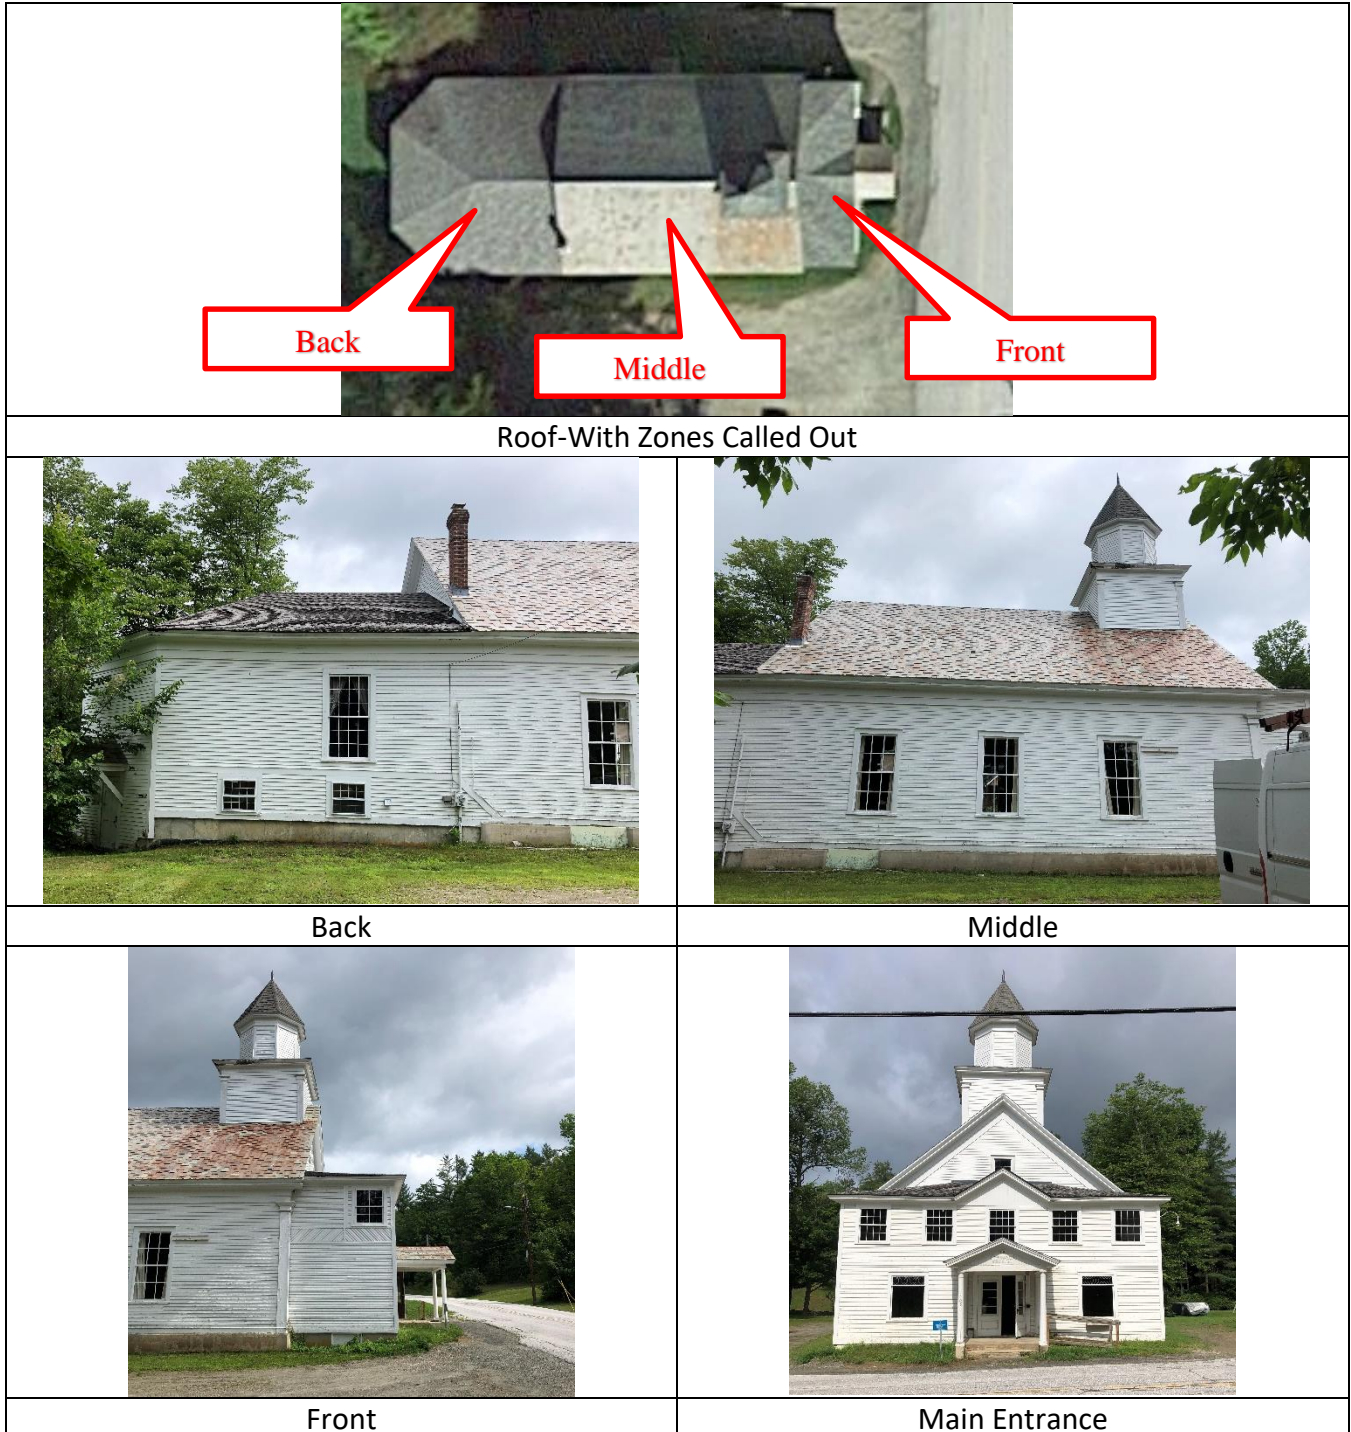 Back
Middle
Front
Roof-With Zones Called Out
Back
Middle
Front
Main Entrance